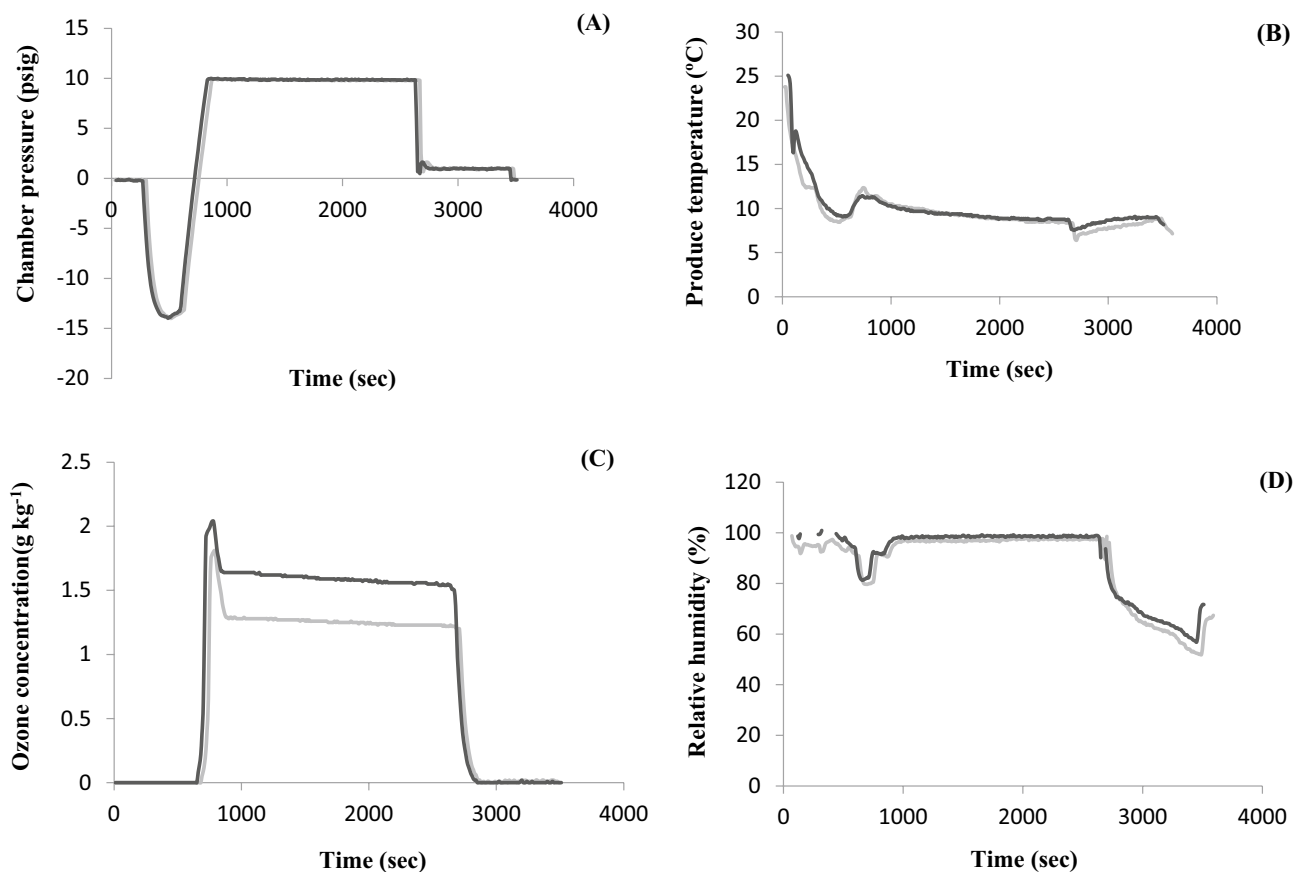 (A)
Chamber pressure (psig)
15
10
5
0
-5
-10
-15
-20
0 1000 2000 3000 4000
Time (sec)
(B)
Produce temperature (ºC)
30
25
20
15
10
5
0
0 1000 2000 3000 4000
Time (sec)
(C)
Ozone concentration(g kg⁻¹)
2.5
2
1.5
1
0.5
0
0 1000 2000 3000 4000
Time (sec)
(D)
Relative humidity (%)
120
100
80
60
40
20
0
0 1000 2000 3000 4000
Time (sec)